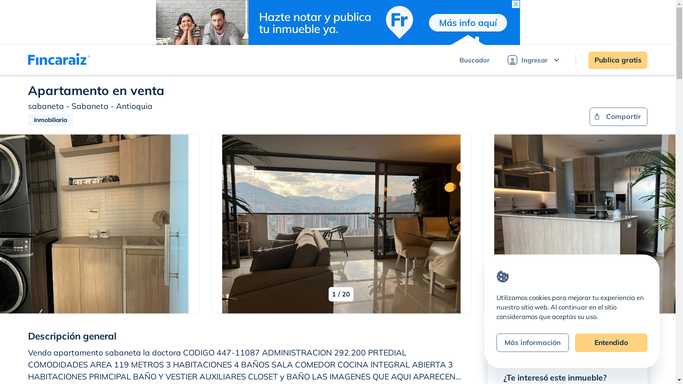 Hazte notar y publica
tu inmueble ya.
Fr
Más info aquí
Fincaraiz
Buscador
Ingresar
Publica gratis
Apartamento en venta
sabaneta - Sabaneta - Antioquia
Inmobiliaria
Compartir
1 / 20
Utilizamos cookies para mejorar tu experiencia en
nuestro sitio web. Al continuar en el sitio
consideramos que aceptas su uso.
Más información
Entendido
Descripción general
Vendo apartamento sabaneta la doctora CODIGO 447-11087 ADMINISTRACION 292.200 PRTEDIAL
COMODIDADES AREA 119 METROS 3 HABITACIONES 4 BAÑOS SALA COMEDOR COCINA INTEGRAL ABIERTA 3
HABITACIONES PRINCIPAL BAÑO Y VESTIER AUXILIARES CLOSET y BAÑO LAS IMAGENES QUE AQUI APARECEN...
¿Te interesó este inmueble?